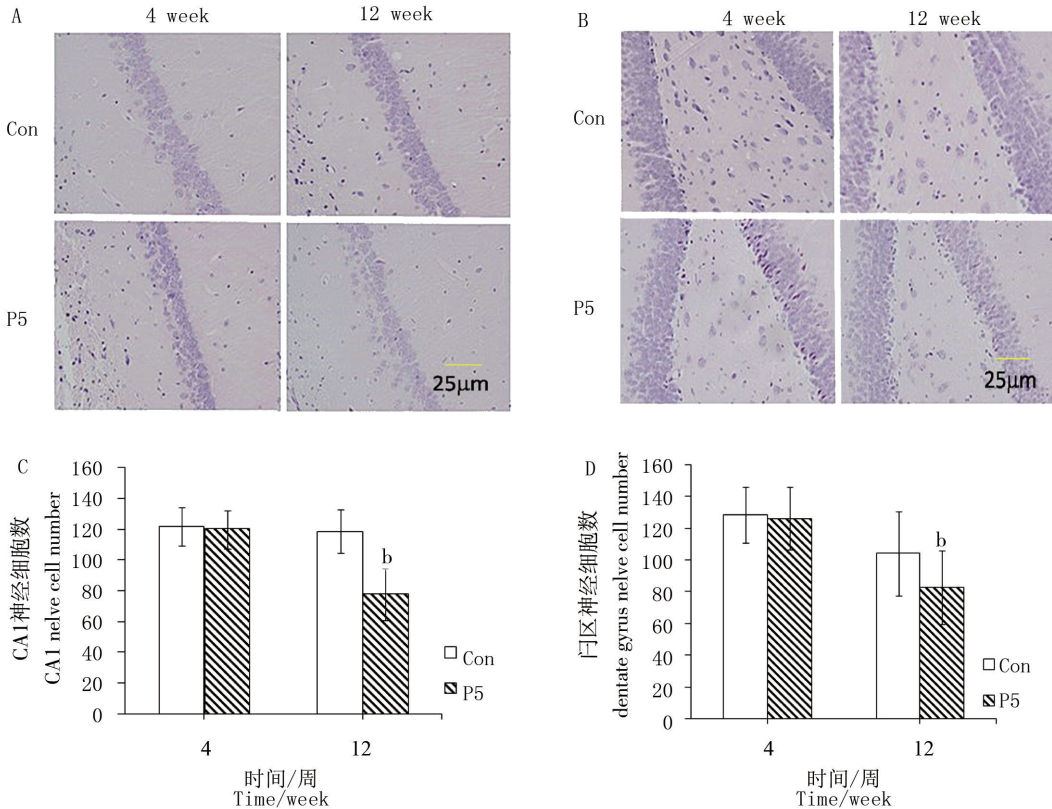 A
4 week
12 week
Con
P5
25μm
B
4 week
12 week
Con
P5
25μm
C
CA1神经细胞数
CA1 nelve cell number
160
140
120
100
80
60
40
20
0
b
Con
P5
4
12
时间/周
Time/week
D
闩区神经细胞数
dentate gyrus nelve cell number
160
140
120
100
80
60
40
20
0
b
Con
P5
4
12
时间/周
Time/week